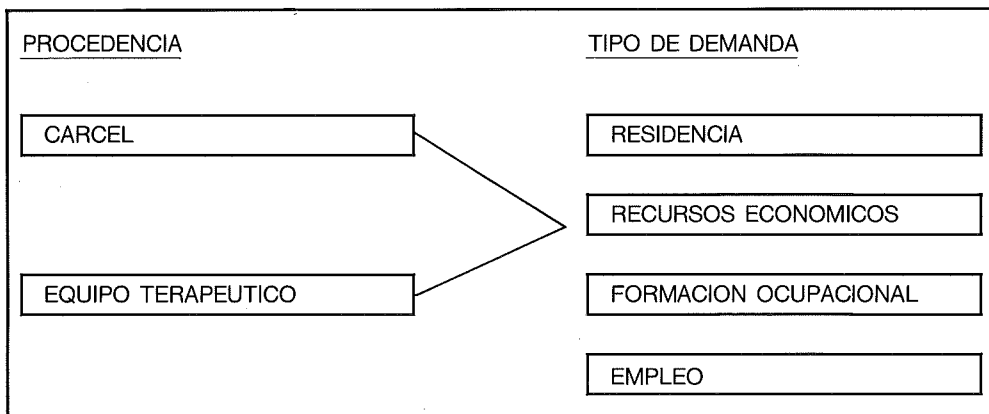 PROCEDENCIA
CARCEL
EQUIPO TERAPEUTICO
TIPO DE DEMANDA
RESIDENCIA
RECURSOS ECONOMICOS
FORMACION OCUPACIONAL
EMPLEO